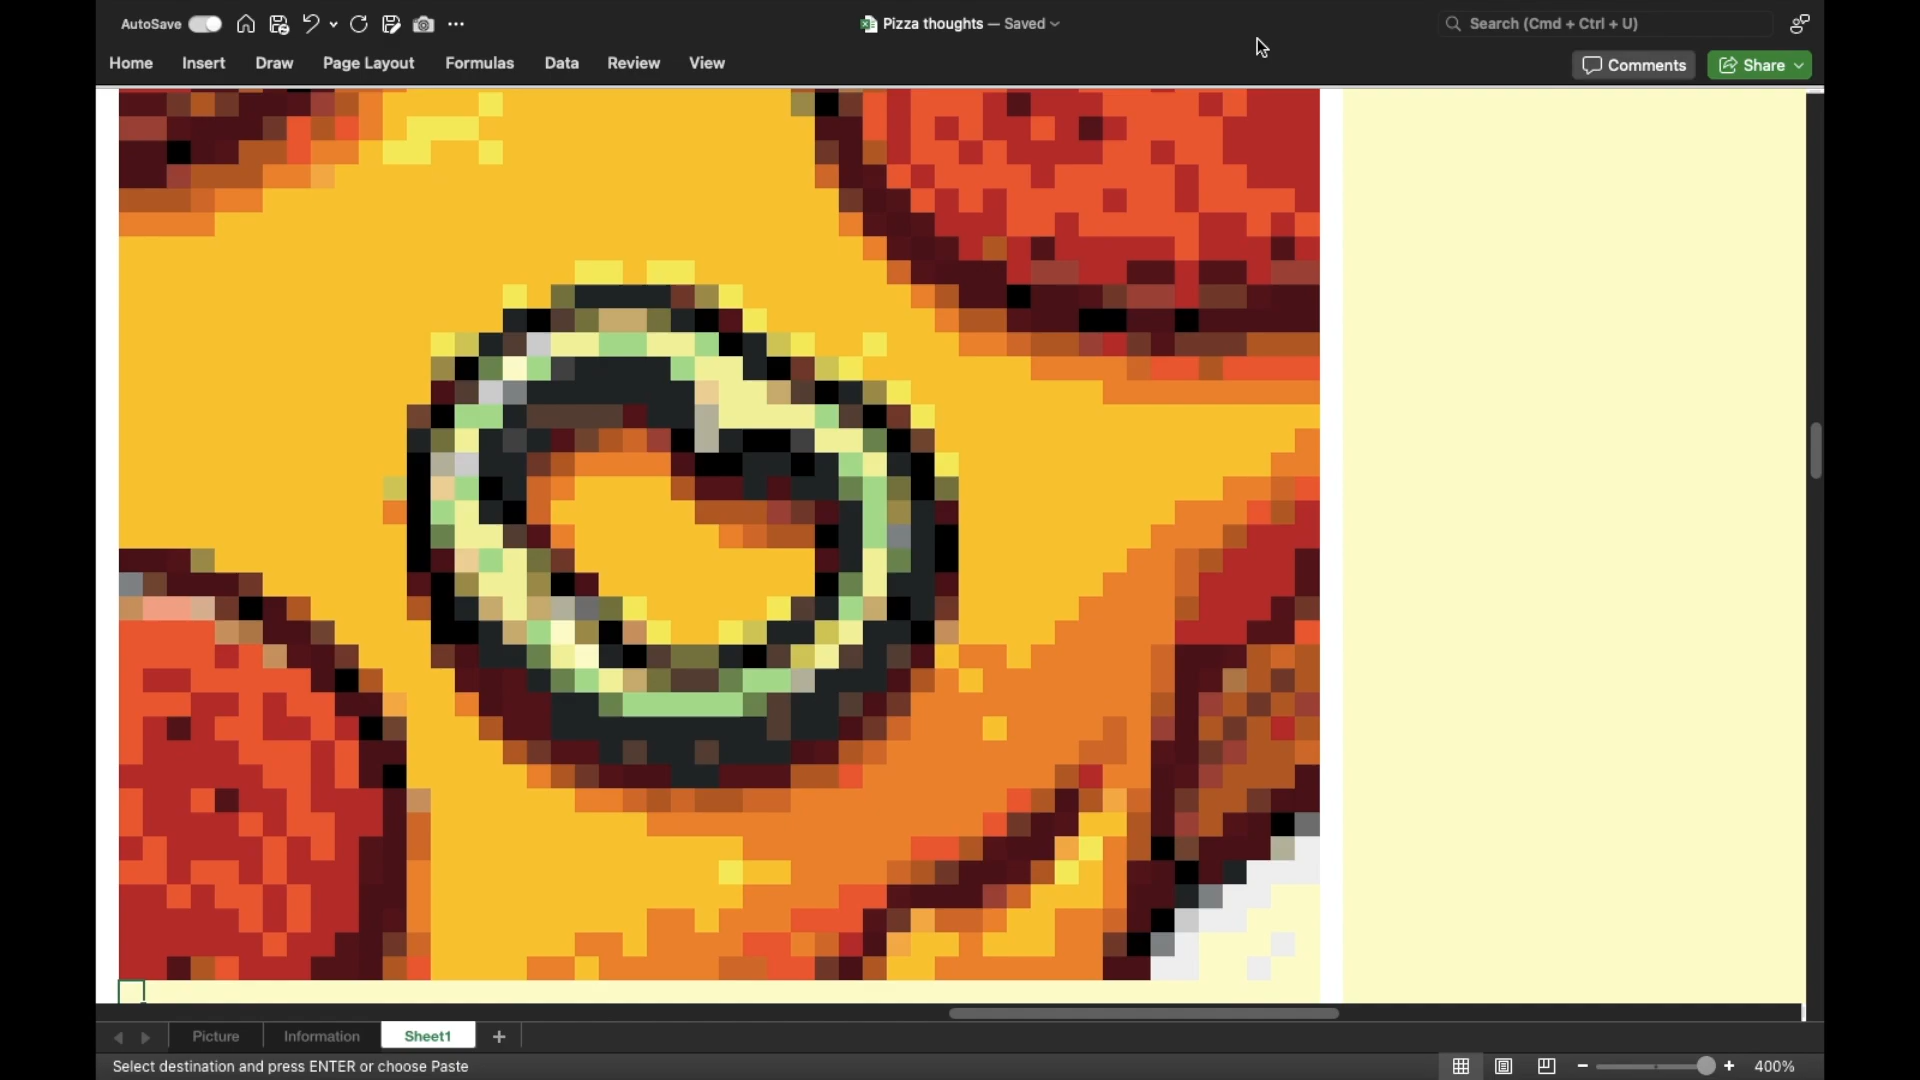 AutoSave
Pizza thoughts — Saved
Search (Cmd + Ctrl + U)
Home Insert Draw Page Layout Formulas Data Review View
Comments Share
Picture Information Sheet1
Select destination and press ENTER or choose Paste
400%